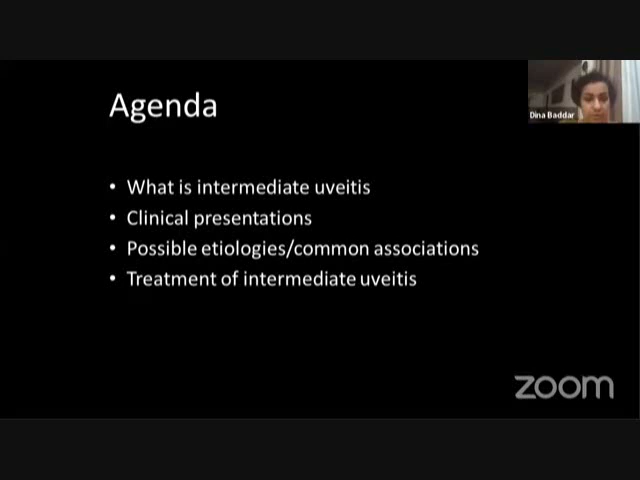 Agenda
Dina Baddar
• What is intermediate uveitis
• Clinical presentations
• Possible etiologies/common associations
• Treatment of intermediate uveitis
zoom